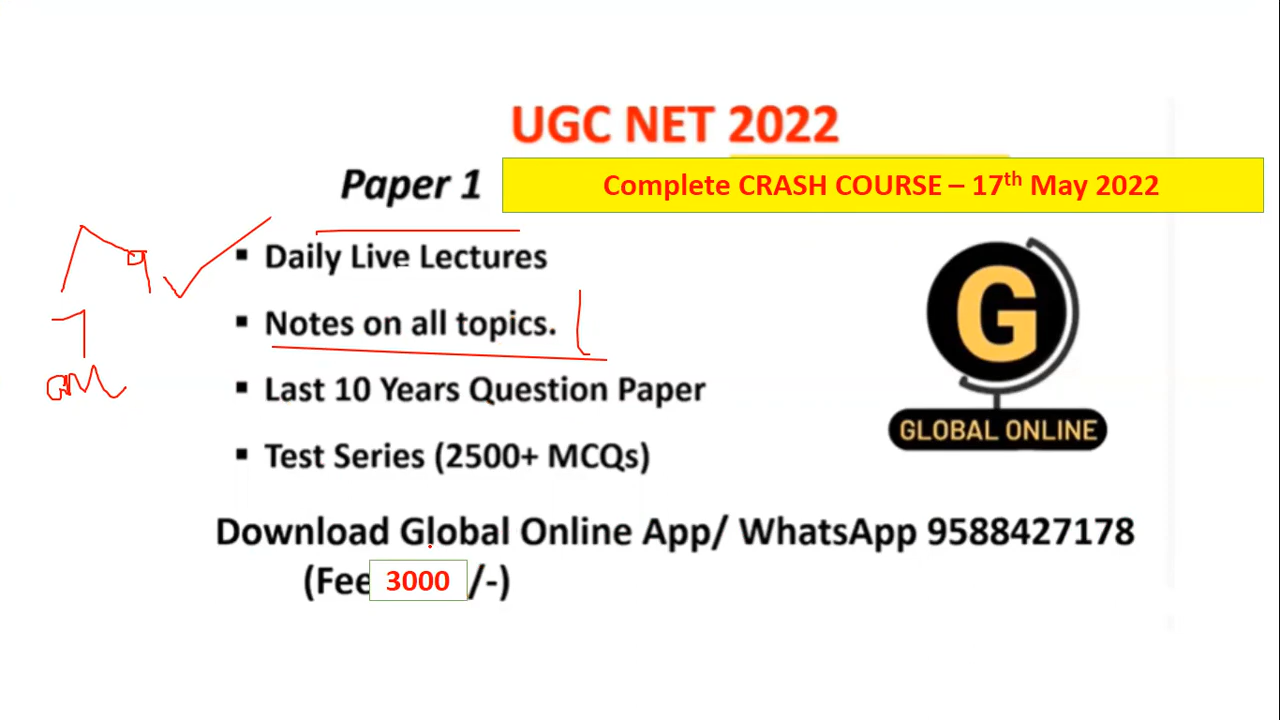 UGC NET 2022
Paper 1
Complete CRASH COURSE – 17th May 2022
▪ Daily Live Lectures
▪ Notes on all topics.
▪ Last 10 Years Question Paper
▪ Test Series (2500+ MCQs)
G
GLOBAL ONLINE
Download Global Online App/ WhatsApp 9588427178
(Fee 3000 /-)